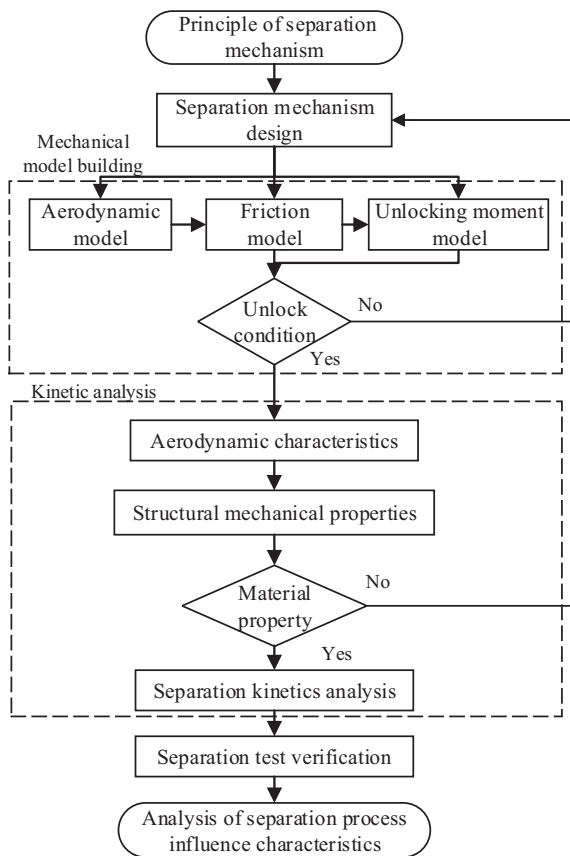 Principle of separation
mechanism
Separation mechanism
design
Mechanical
model building
Aerodynamic
model
Friction
model
Unlocking moment
model
Unlock
condition
No
Yes
Kinetic analysis
Aerodynamic characteristics
Structural mechanical properties
Material
property
No
Yes
Separation kinetics analysis
Separation test verification
Analysis of separation process
influence characteristics